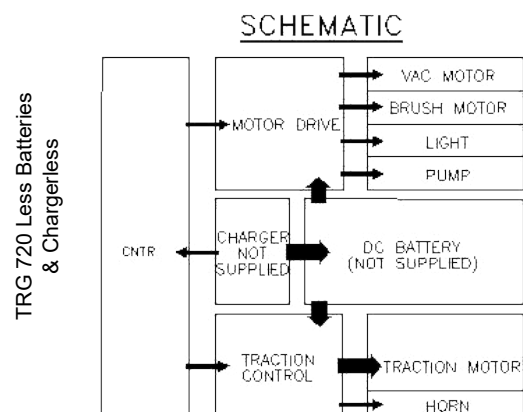 SCHEMATIC
TRG 720 Less Batteries
& Chargerless
CNTR
MOTOR DRIVE
VAC MOTOR
BRUSH MOTOR
LIGHT
PUMP
CHARGER
NOT
SUPPLIED
DC BATTERY
(NOT SUPPLIED)
TRACTION
CONTROL
TRACTION MOTOR
HORN